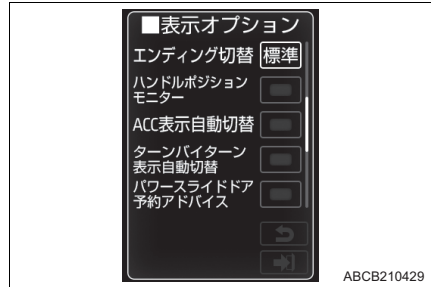 ■表示オプション
エンディング切替 標準
ハンドルポジション
モニター
ACC表示自動切替
ターンバイターン
表示自動切替
パワースライドドア
予約アドバイス
ABCB210429